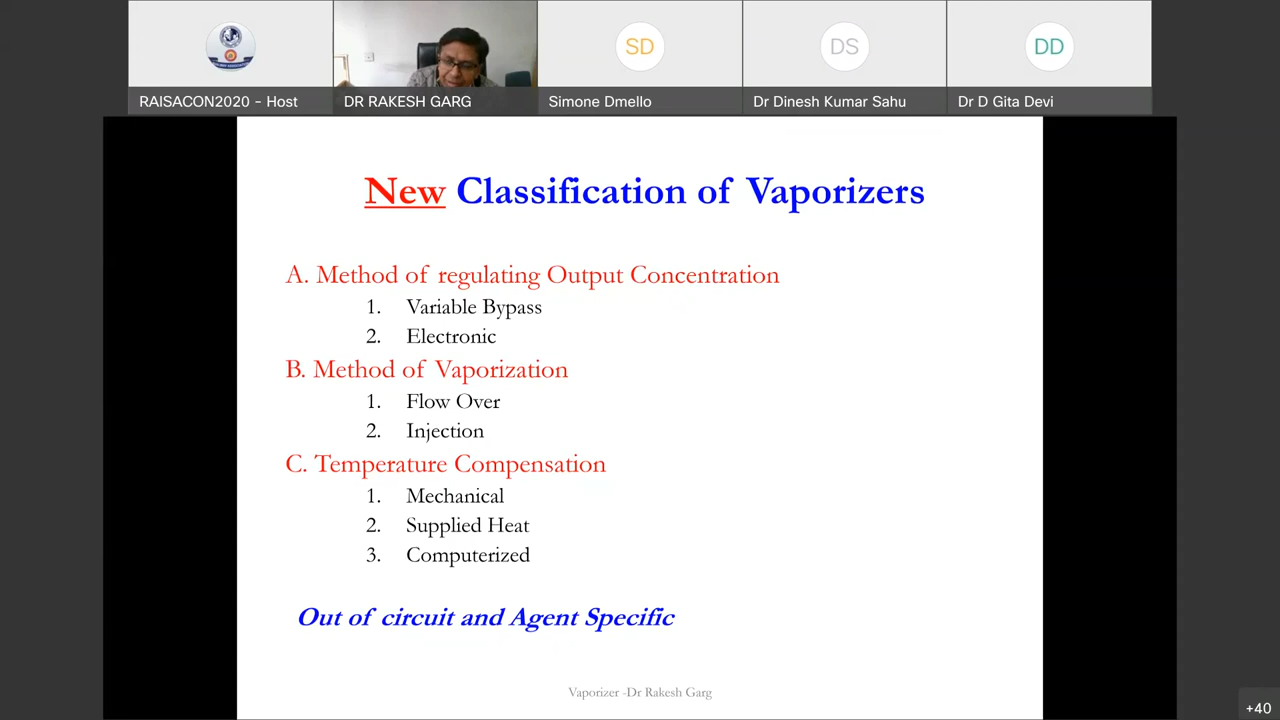 SD
DS
DD
RAISACON2020 - Host
DR RAKESH GARG
Simone Dmello
Dr Dinesh Kumar Sahu
Dr D Gita Devi
New Classification of Vaporizers
A. Method of regulating Output Concentration
1. Variable Bypass
2. Electronic
B. Method of Vaporization
1. Flow Over
2. Injection
C. Temperature Compensation
1. Mechanical
2. Supplied Heat
3. Computerized
Out of circuit and Agent Specific
Vaporizer -Dr Rakesh Garg
+40